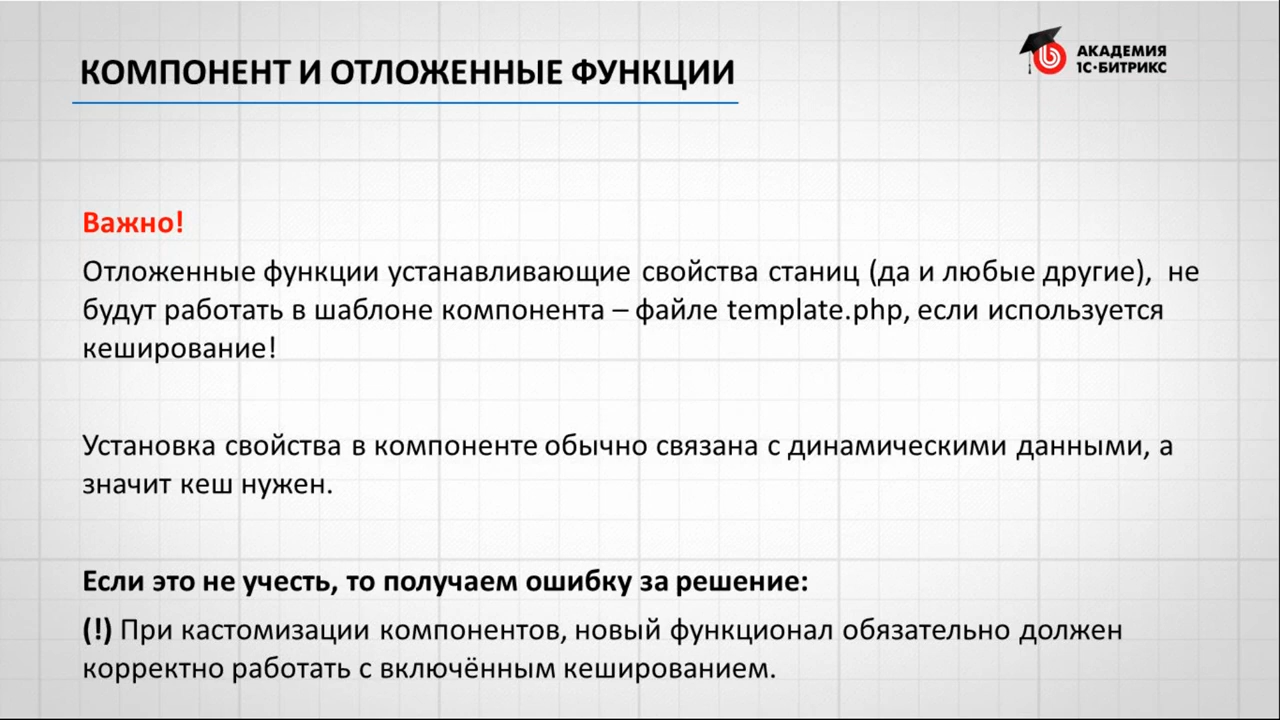 КОМПОНЕНТ И ОТЛОЖЕННЫЕ ФУНКЦИИ
АКАДЕМИЯ
1С·БИТРИКС
Важно!
Отложенные функции устанавливающие свойства станиц (да и любые другие), не
будут работать в шаблоне компонента – файле template.php, если используется
кеширование!
Установка свойства в компоненте обычно связана с динамическими данными, а
значит кеш нужен.
Если это не учесть, то получаем ошибку за решение:
(!) При кастомизации компонентов, новый функционал обязательно должен
корректно работать с включённым кешированием.